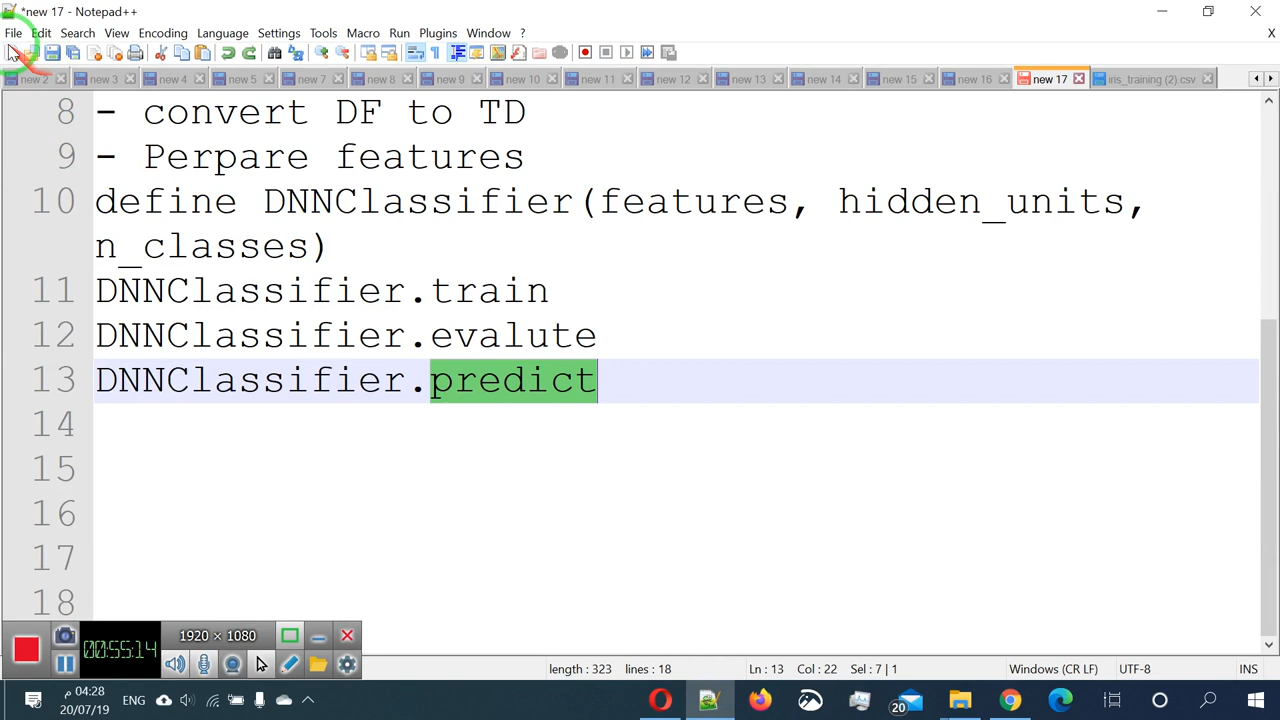 *new 17 - Notepad++
File Edit Search View Encoding Language Settings Tools Macro Run Plugins Window ? X
new 2 new 3 new 4 new 5 new 8 new 9 new 10 new 11 new 12 new 13 new 14 new 15 new 16 new 17 iris_training (2).csv
8 - convert DF to TD
9 - Perpare features
10 define DNNClassifier(features, hidden_units,
n_classes)
11 DNNClassifier.train
12 DNNClassifier.evalute
13 DNNClassifier.predict
14
15
16
17
18
1920 × 1080
00:55:14
length : 323 lines : 18 Ln : 13 Col : 22 Sel : 7 | 1 Windows (CR LF) UTF-8 INS
04:28 م ENG 20
20/07/19